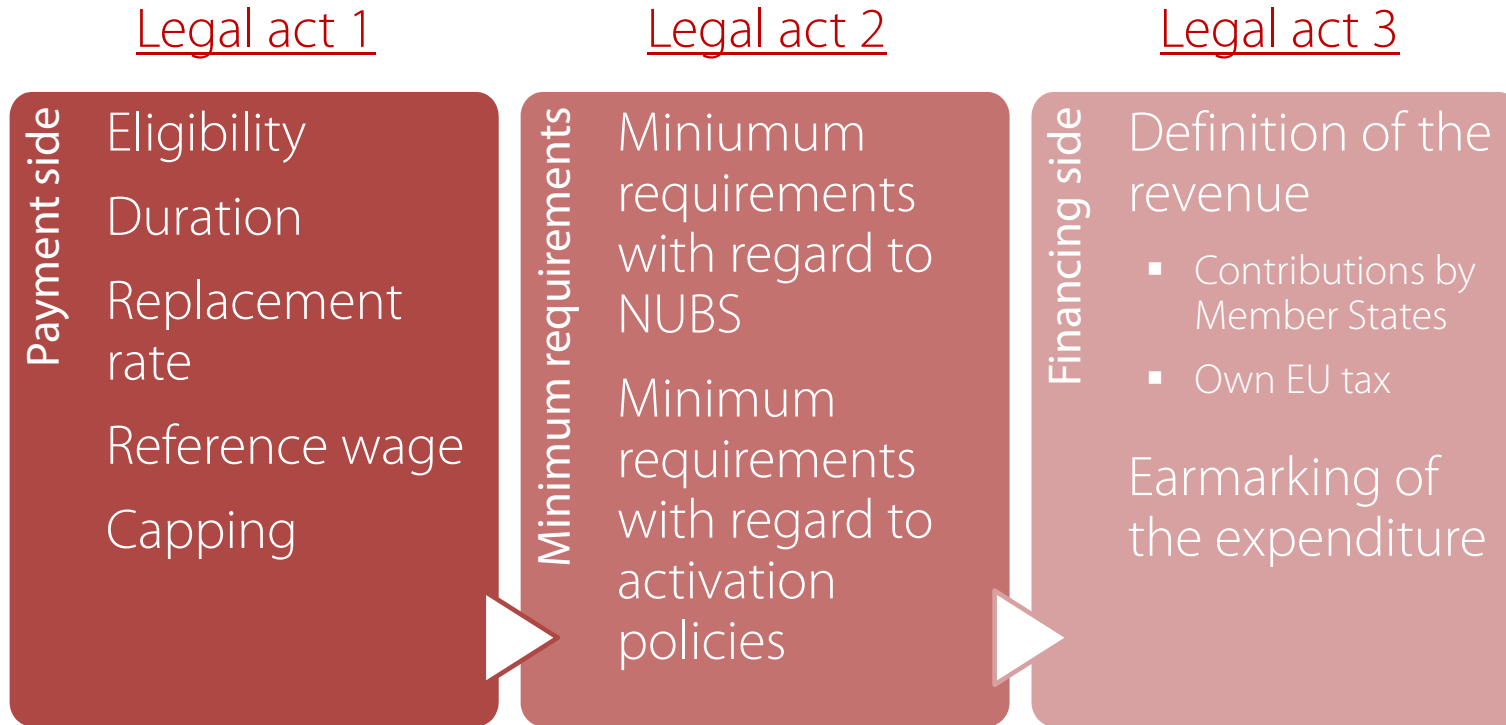 Legal act 1
Legal act 2
Legal act 3
Payment side
Eligibility
Duration
Replacement
rate
Reference wage
Capping
Minimum requirements
Miniumum
requirements
with regard to
NUBS
Minimum
requirements
with regard to
activation
policies
Financing side
Definition of the
revenue
▪ Contributions by
Member States
▪ Own EU tax
Earmarking of
the expenditure